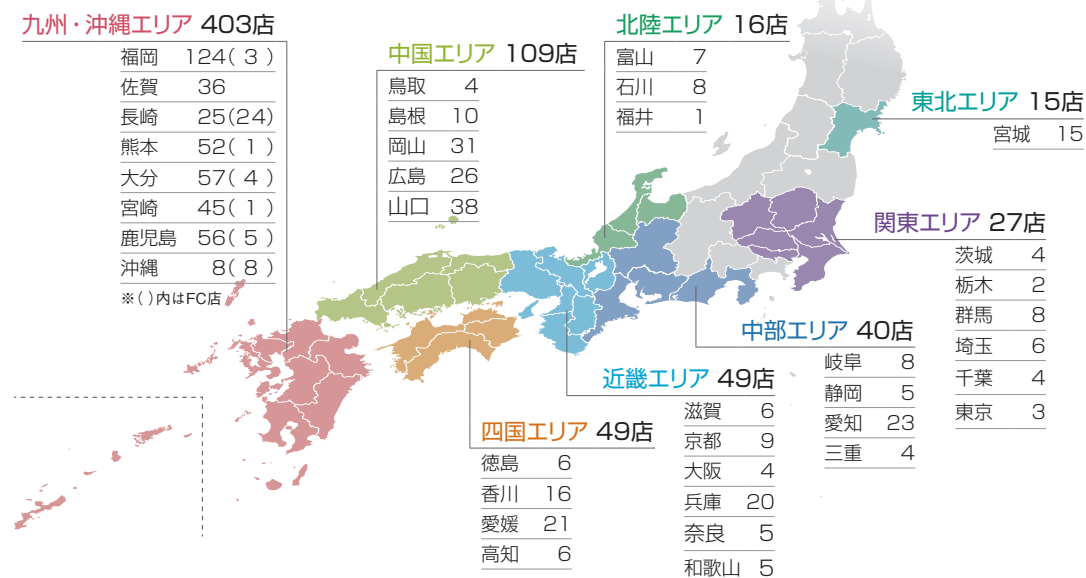 九州・沖縄エリア 403店
福岡 124( 3 )
佐賀 36
長崎 25(24)
熊本 52( 1 )
大分 57( 4 )
宮崎 45( 1 )
鹿児島 56( 5 )
沖縄 8( 8 )
※( )内はFC店
中国エリア 109店
鳥取 4
島根 10
岡山 31
広島 26
山口 38
北陸エリア 16店
富山 7
石川 8
福井 1
東北エリア 15店
宮城 15
関東エリア 27店
茨城 4
栃木 2
群馬 8
埼玉 6
千葉 4
東京 3
中部エリア 40店
岐阜 8
静岡 5
愛知 23
三重 4
近畿エリア 49店
滋賀 6
京都 9
大阪 4
兵庫 20
奈良 5
和歌山 5
四国エリア 49店
徳島 6
香川 16
愛媛 21
高知 6